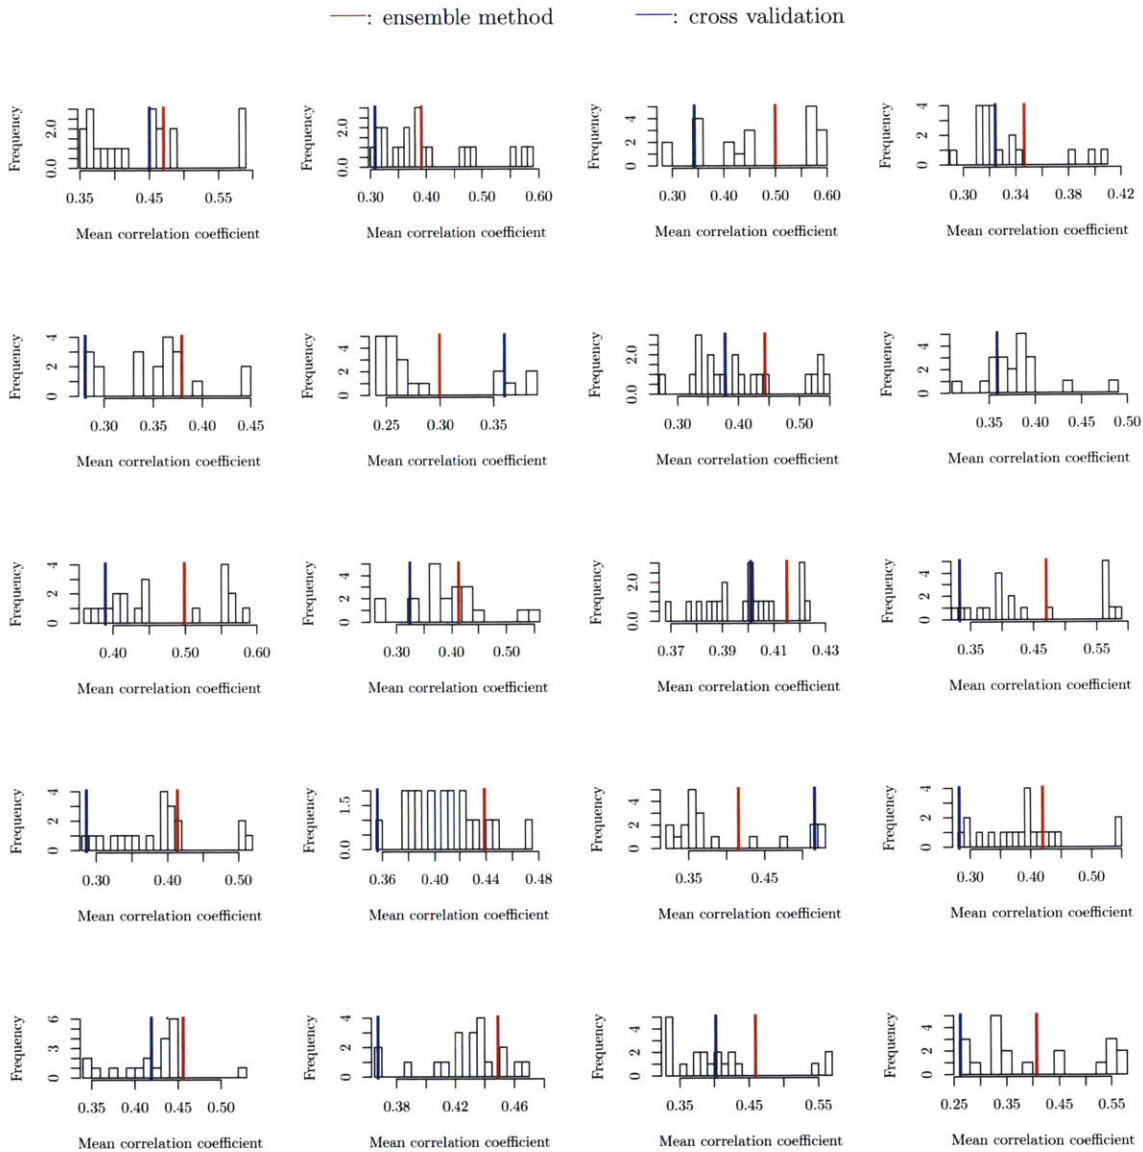 : ensemble method : cross validation
Frequency 0.0 2.0 Frequency 0.0 2.0 Frequency 0 2 4 Frequency 0 2 4
0.35 0.45 0.55 0.30 0.40 0.50 0.60 0.30 0.40 0.50 0.60 0.30 0.34 0.38 0.42
Mean correlation coefficient Mean correlation coefficient Mean correlation coefficient Mean correlation coefficient
Frequency 0 2 4 Frequency 0 2 4 Frequency 0.0 2.0 Frequency 0 2 4
0.30 0.35 0.40 0.45 0.25 0.30 0.35 0.30 0.40 0.50 0.35 0.40 0.45 0.50
Mean correlation coefficient Mean correlation coefficient Mean correlation coefficient Mean correlation coefficient
Frequency 0 2 4 Frequency 0 2 4 Frequency 0.0 2.0 Frequency 0 2 4
0.40 0.50 0.60 0.30 0.40 0.50 0.37 0.39 0.41 0.43 0.35 0.45 0.55
Mean correlation coefficient Mean correlation coefficient Mean correlation coefficient Mean correlation coefficient
Frequency 0 2 4 Frequency 0.0 1.5 Frequency 0 2 4 Frequency 0 2 4
0.30 0.40 0.50 0.36 0.40 0.44 0.48 0.35 0.45 0.30 0.40 0.50
Mean correlation coefficient Mean correlation coefficient Mean correlation coefficient Mean correlation coefficient
Frequency 0 3 6 Frequency 0 2 4 Frequency 0 2 4 Frequency 0 2 4
0.35 0.40 0.45 0.50 0.38 0.42 0.46 0.35 0.45 0.55 0.25 0.35 0.45 0.55
Mean correlation coefficient Mean correlation coefficient Mean correlation coefficient Mean correlation coefficient